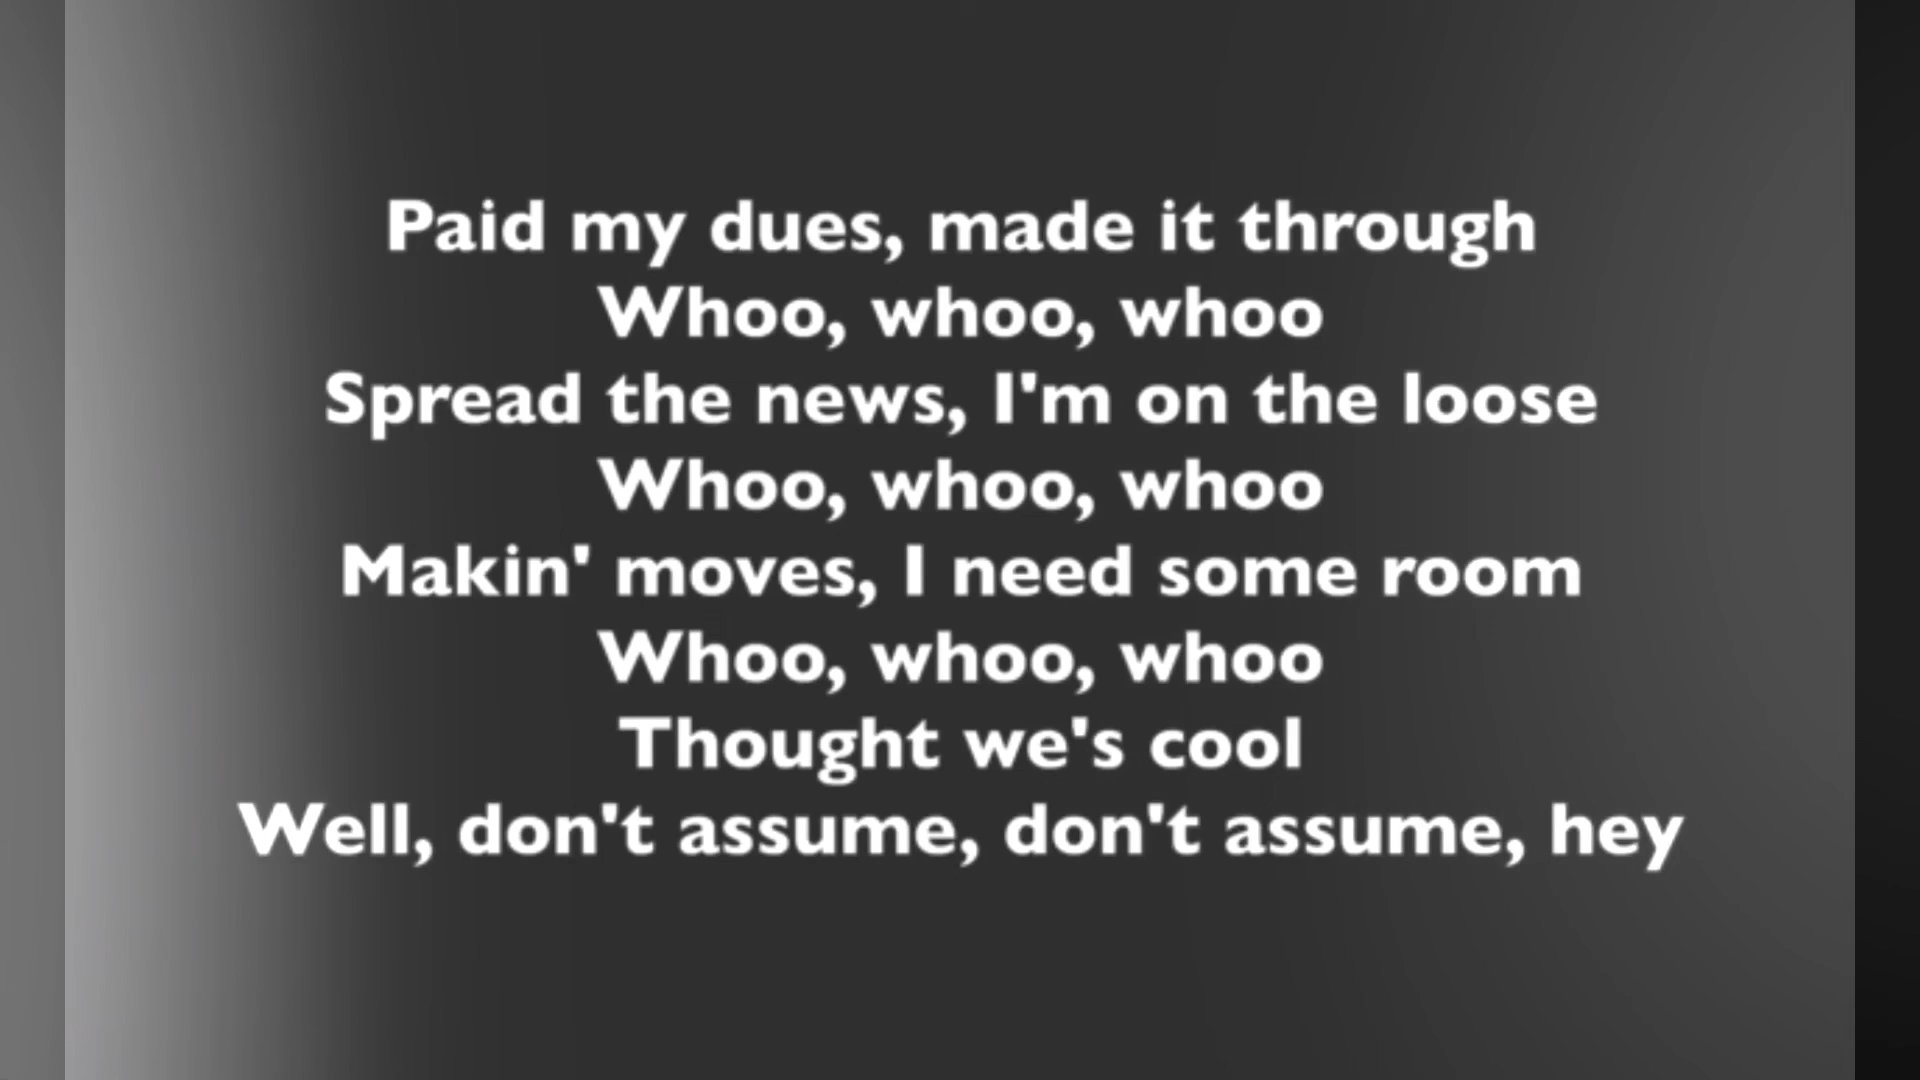 Paid my dues, made it through
Whoo, whoo, whoo
Spread the news, I'm on the loose
Whoo, whoo, whoo
Makin' moves, I need some room
Whoo, whoo, whoo
Thought we's cool
Well, don't assume, don't assume, hey